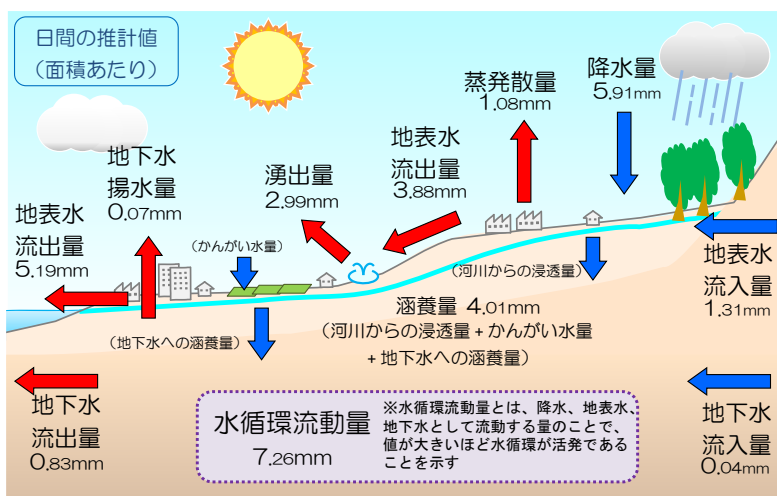 日間の推計値
（面積あたり）
降水量
5.91mm
蒸発散量
1.08mm
地表水
流出量
3.88mm
湧出量
2.99mm
地下水
揚水量
0.07mm
地表水
流出量
5.19mm
（かんがい水量）
（河川からの浸透量）
地表水
流入量
1.31mm
（地下水への涵養量）
涵養量 4.01mm
（河川からの浸透量 + かんがい水量
+ 地下水への涵養量）
地下水
流出量
0.83mm
地下水
流入量
0.04mm
水循環流動量
7.26mm
※水循環流動量とは、降水、地表水、
地下水として流動する量のことで、
値が大きいほど水循環が活発である
ことを示す